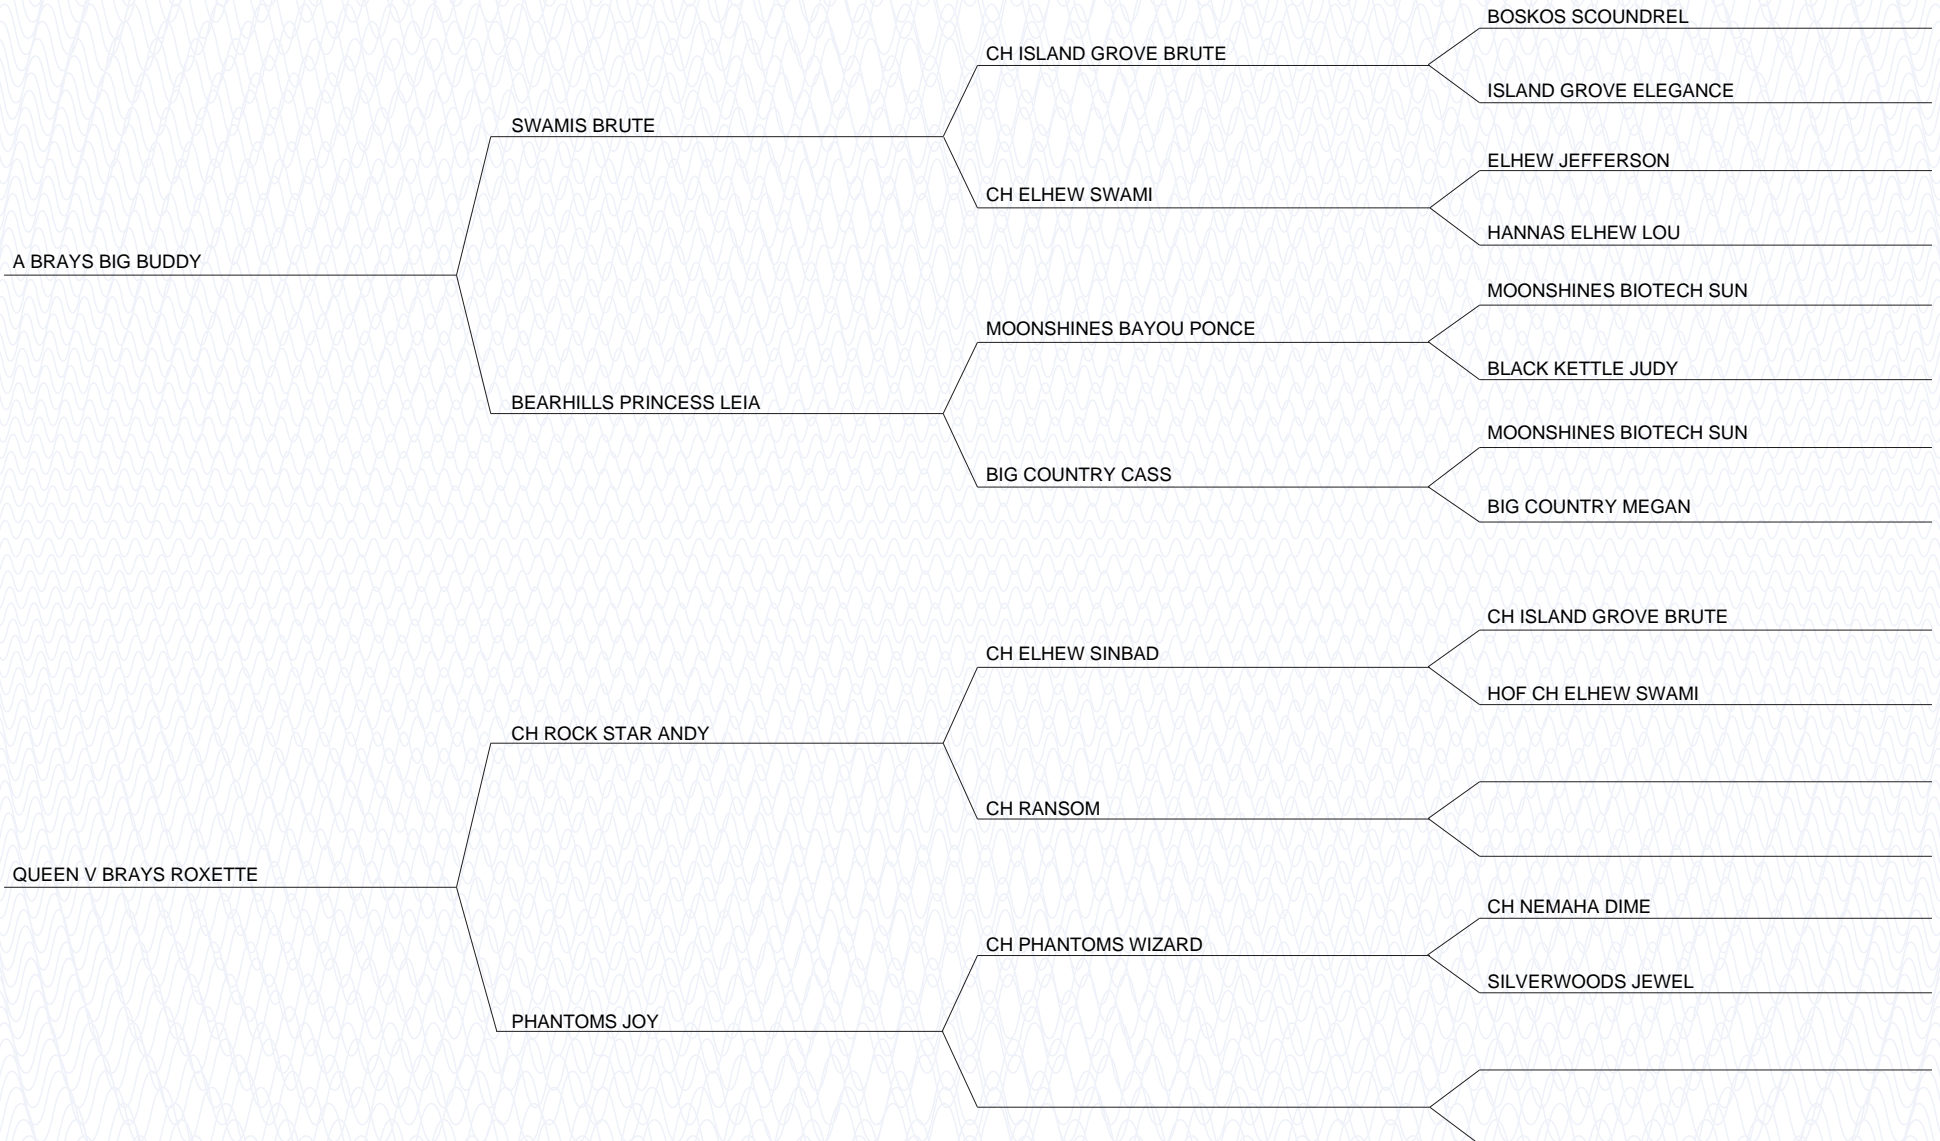 BOSKOS SCOUNDREL
CH ISLAND GROVE BRUTE
ISLAND GROVE ELEGANCE
SWAMIS BRUTE
ELHEW JEFFERSON
CH ELHEW SWAMI
HANNAS ELHEW LOU
A BRAYS BIG BUDDY
MOONSHINES BIOTECH SUN
MOONSHINES BAYOU PONCE
BLACK KETTLE JUDY
BEARHILLS PRINCESS LEIA
MOONSHINES BIOTECH SUN
BIG COUNTRY CASS
BIG COUNTRY MEGAN
CH ISLAND GROVE BRUTE
CH ELHEW SINBAD
HOF CH ELHEW SWAMI
CH ROCK STAR ANDY
CH RANSOM
QUEEN V BRAYS ROXETTE
CH NEMAHA DIME
CH PHANTOMS WIZARD
SILVERWOODS JEWEL
PHANTOMS JOY